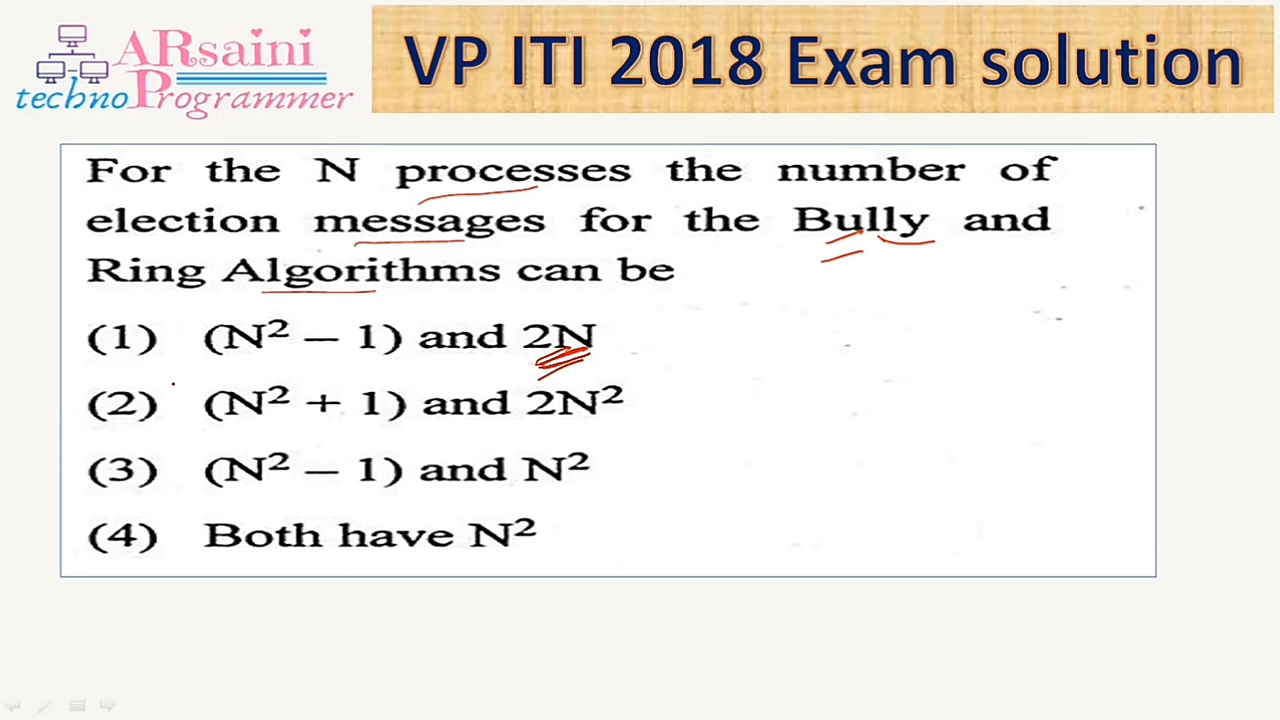 ARsaini
techno Programmer
VP ITI 2018 Exam solution
For the N processes the number of
election messages for the Bully and
Ring Algorithms can be
(1) (N² – 1) and 2N
(2) (N² + 1) and 2N²
(3) (N² – 1) and N²
(4) Both have N²